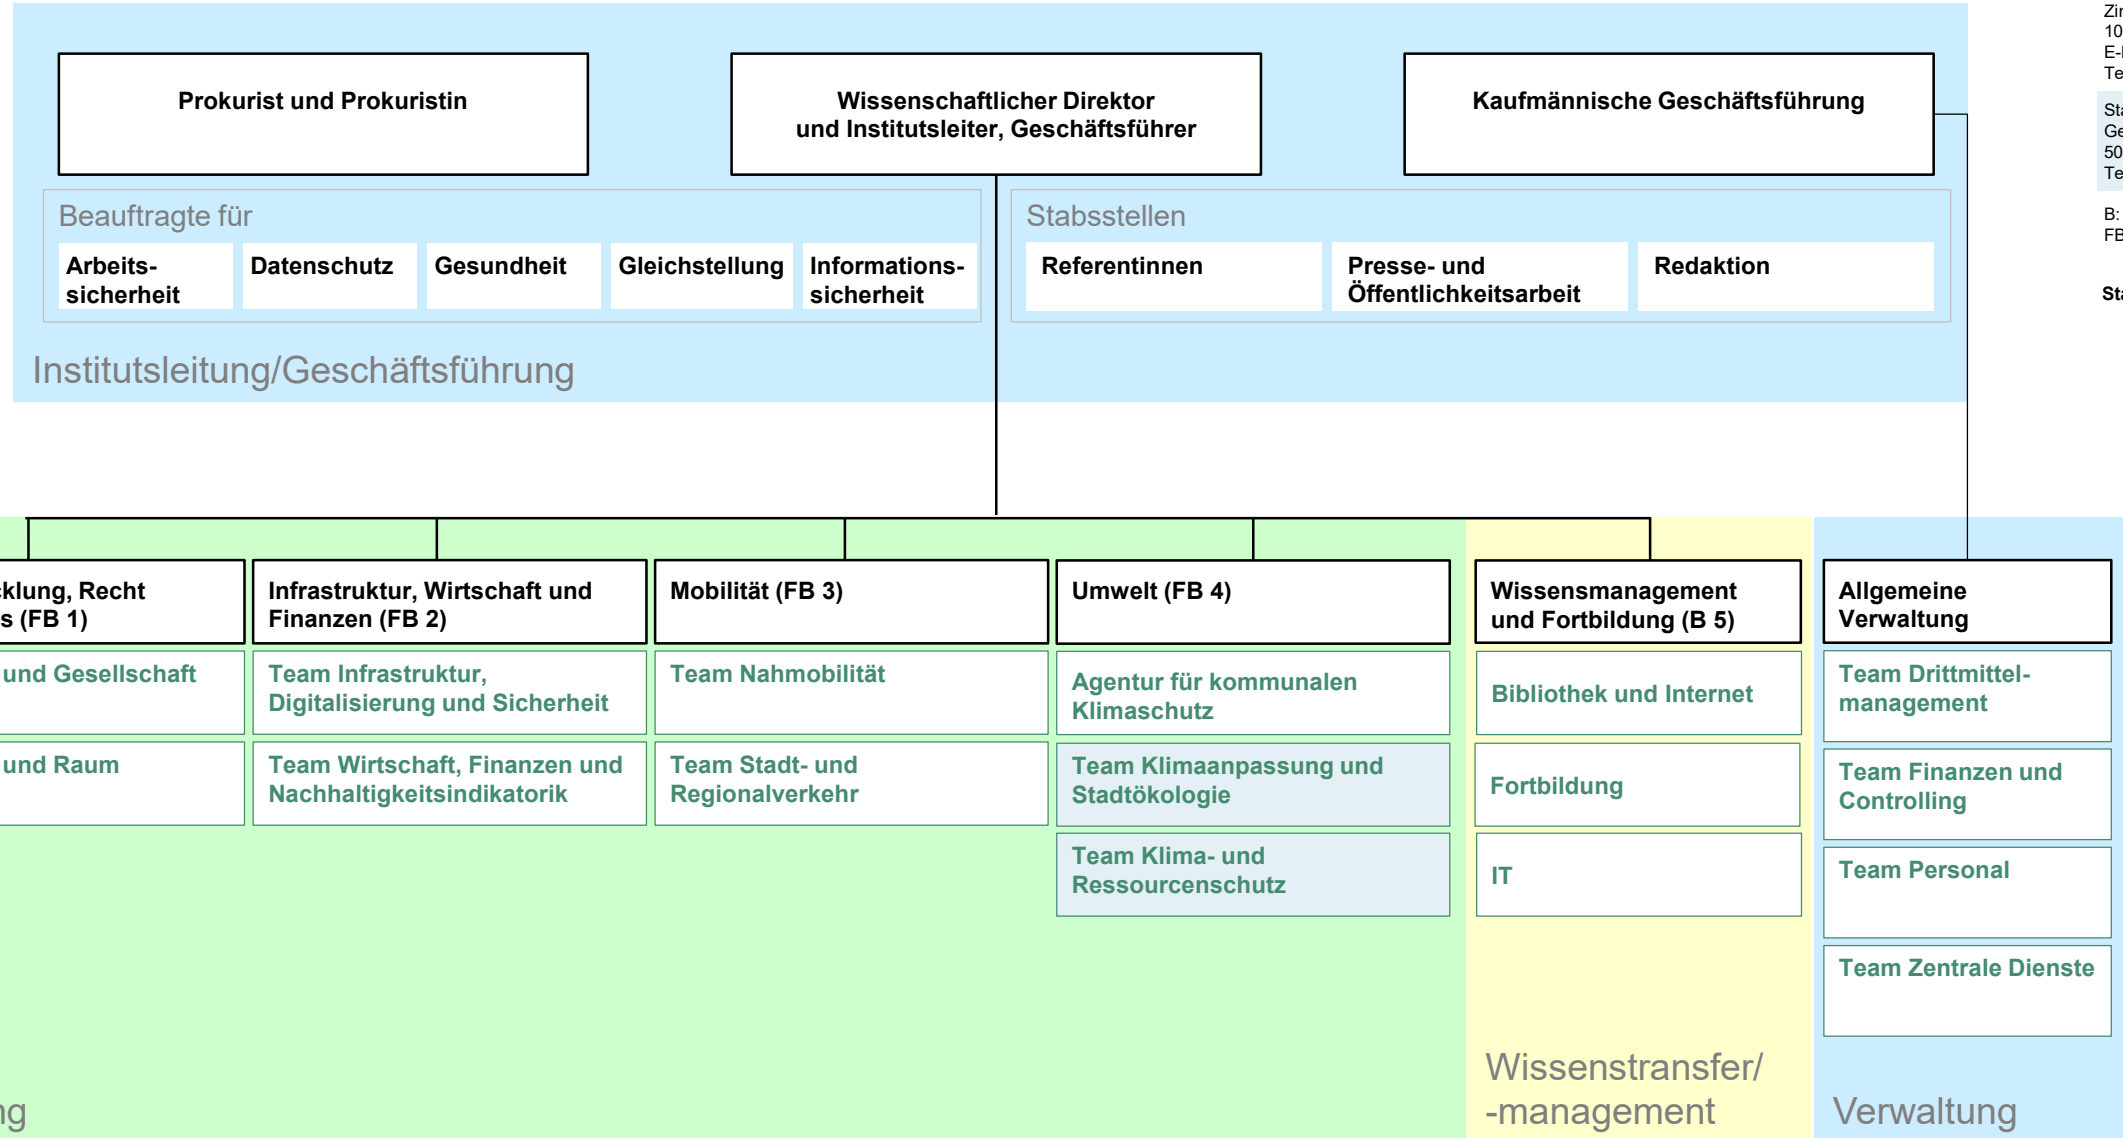 Prokurist und Prokuristin
Wissenschaftlicher Direktor
und Institutsleiter, Geschäftsführer
Kaufmännische Geschäftsführung
Beauftragte für
Arbeits-
sicherheit
Datenschutz
Gesundheit
Gleichstellung
Informations-
sicherheit
Stabsstellen
Referentinnen
Presse- und
Öffentlichkeitsarbeit
Redaktion
Institutsleitung/Geschäftsführung
10
50
B:
Recht
(FB 1)
und Gesellschaft
und Raum
Infrastruktur, Wirtschaft und
Finanzen (FB 2)
Team Infrastruktur,
Digitalisierung und Sicherheit
Team Wirtschaft, Finanzen und
Nachhaltigkeitsindikatorik
Mobilität (FB 3)
Team Nahmobilität
Team Stadt- und
Regionalverkehr
Umwelt (FB 4)
Agentur für kommunalen
Klimaschutz
Team Klimaanpassung und
Stadtökologie
Team Klima- und
Ressourcenschutz
Wissensmanagement
und Fortbildung (B 5)
Bibliothek und Internet
Fortbildung
IT
Wissenstransfer/
-management
Allgemeine
Verwaltung
Team Drittmittel-
management
Team Finanzen und
Controlling
Team Personal
Team Zentrale Dienste
Verwaltung